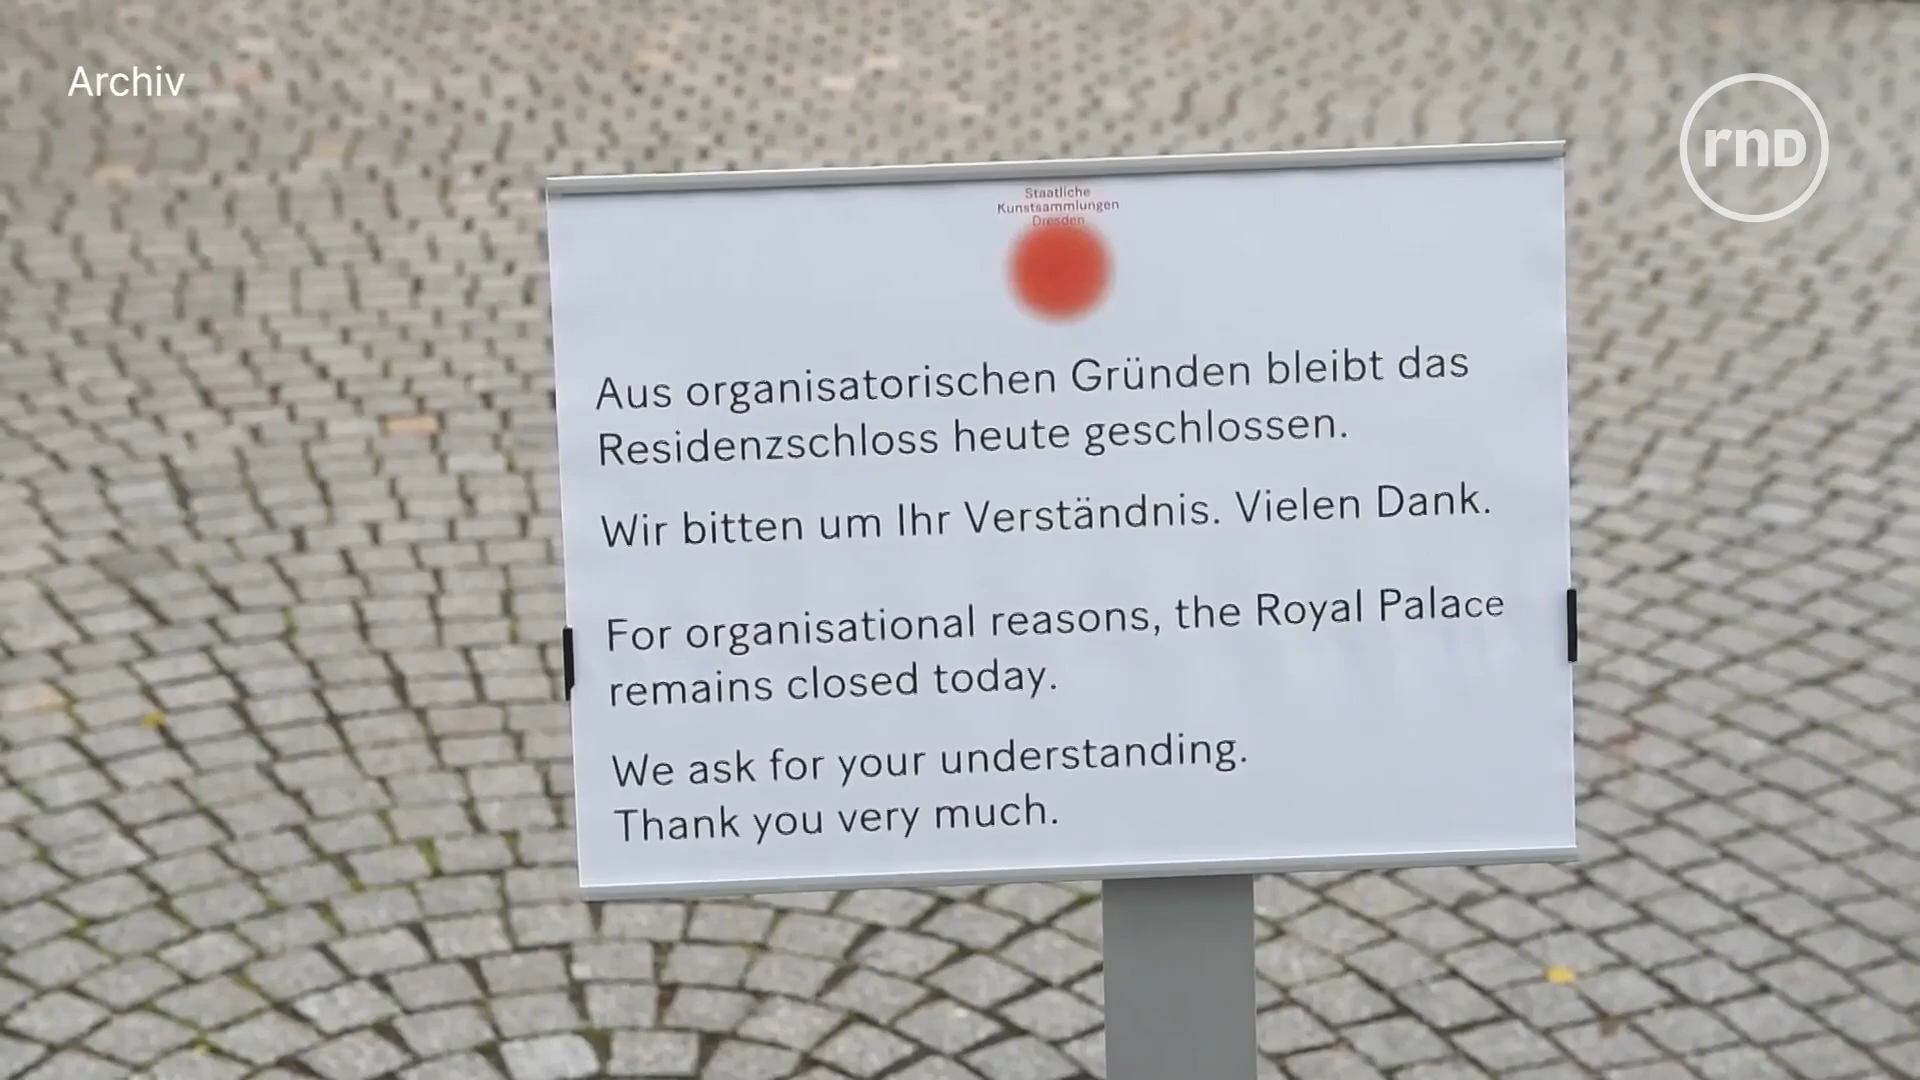 Archiv
rnd
Staatliche
Kunstsammlungen
Dresden
Aus organisatorischen Gründen bleibt das
Residenzschloss heute geschlossen.
Wir bitten um Ihr Verständnis. Vielen Dank.
For organisational reasons, the Royal Palace
remains closed today.
We ask for your understanding.
Thank you very much.